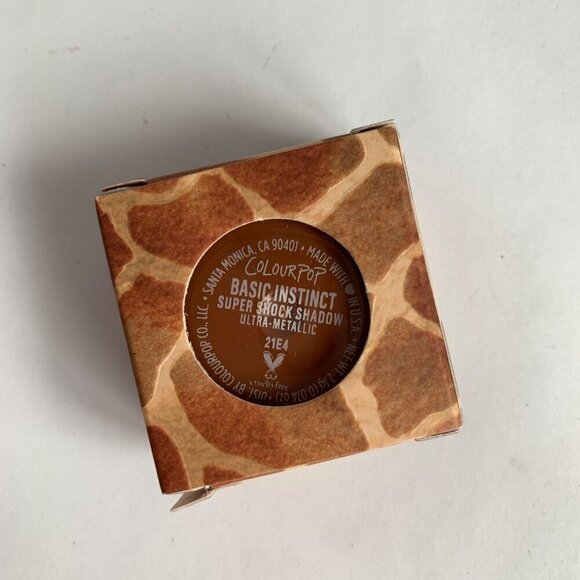 COLOURPOP
BASIC INSTINCT
SUPER SHOCK SHADOW
ULTRA-METALLIC
21E4
cruelty free
• DIST. BY COLOURPOP CO., LLC. • SANTA MONICA, CA 90401 • MADE WITH ♥ IN USA • NET WT. 2.1g (0.074 oz)